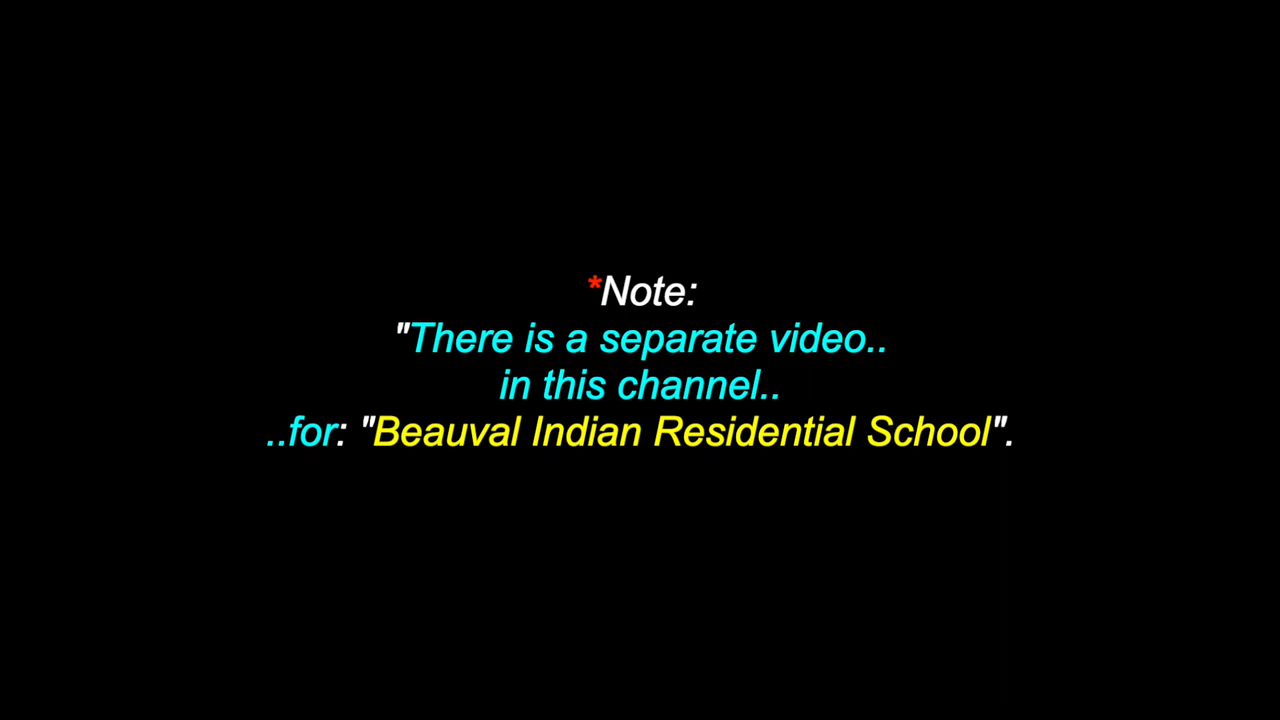 *Note:
"There is a separate video..
in this channel..
..for: "Beauval Indian Residential School".